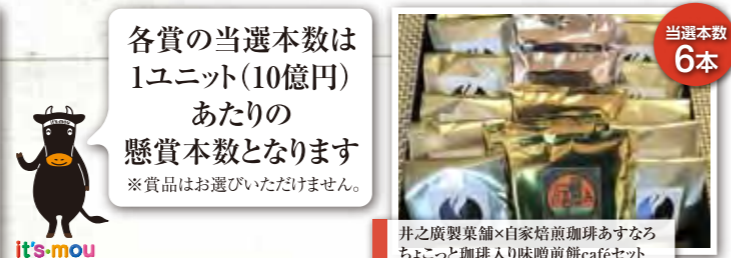 各賞の当選本数は
1ユニット(10億円)
あたりの
懸賞本数となります
※賞品はお選びいただけません。
it's·mou
当選本数
6本
井之廣製菓舗×自家焙煎珈琲あすなろ
ちょこっと珈琲入り味噌煎餅caféセット